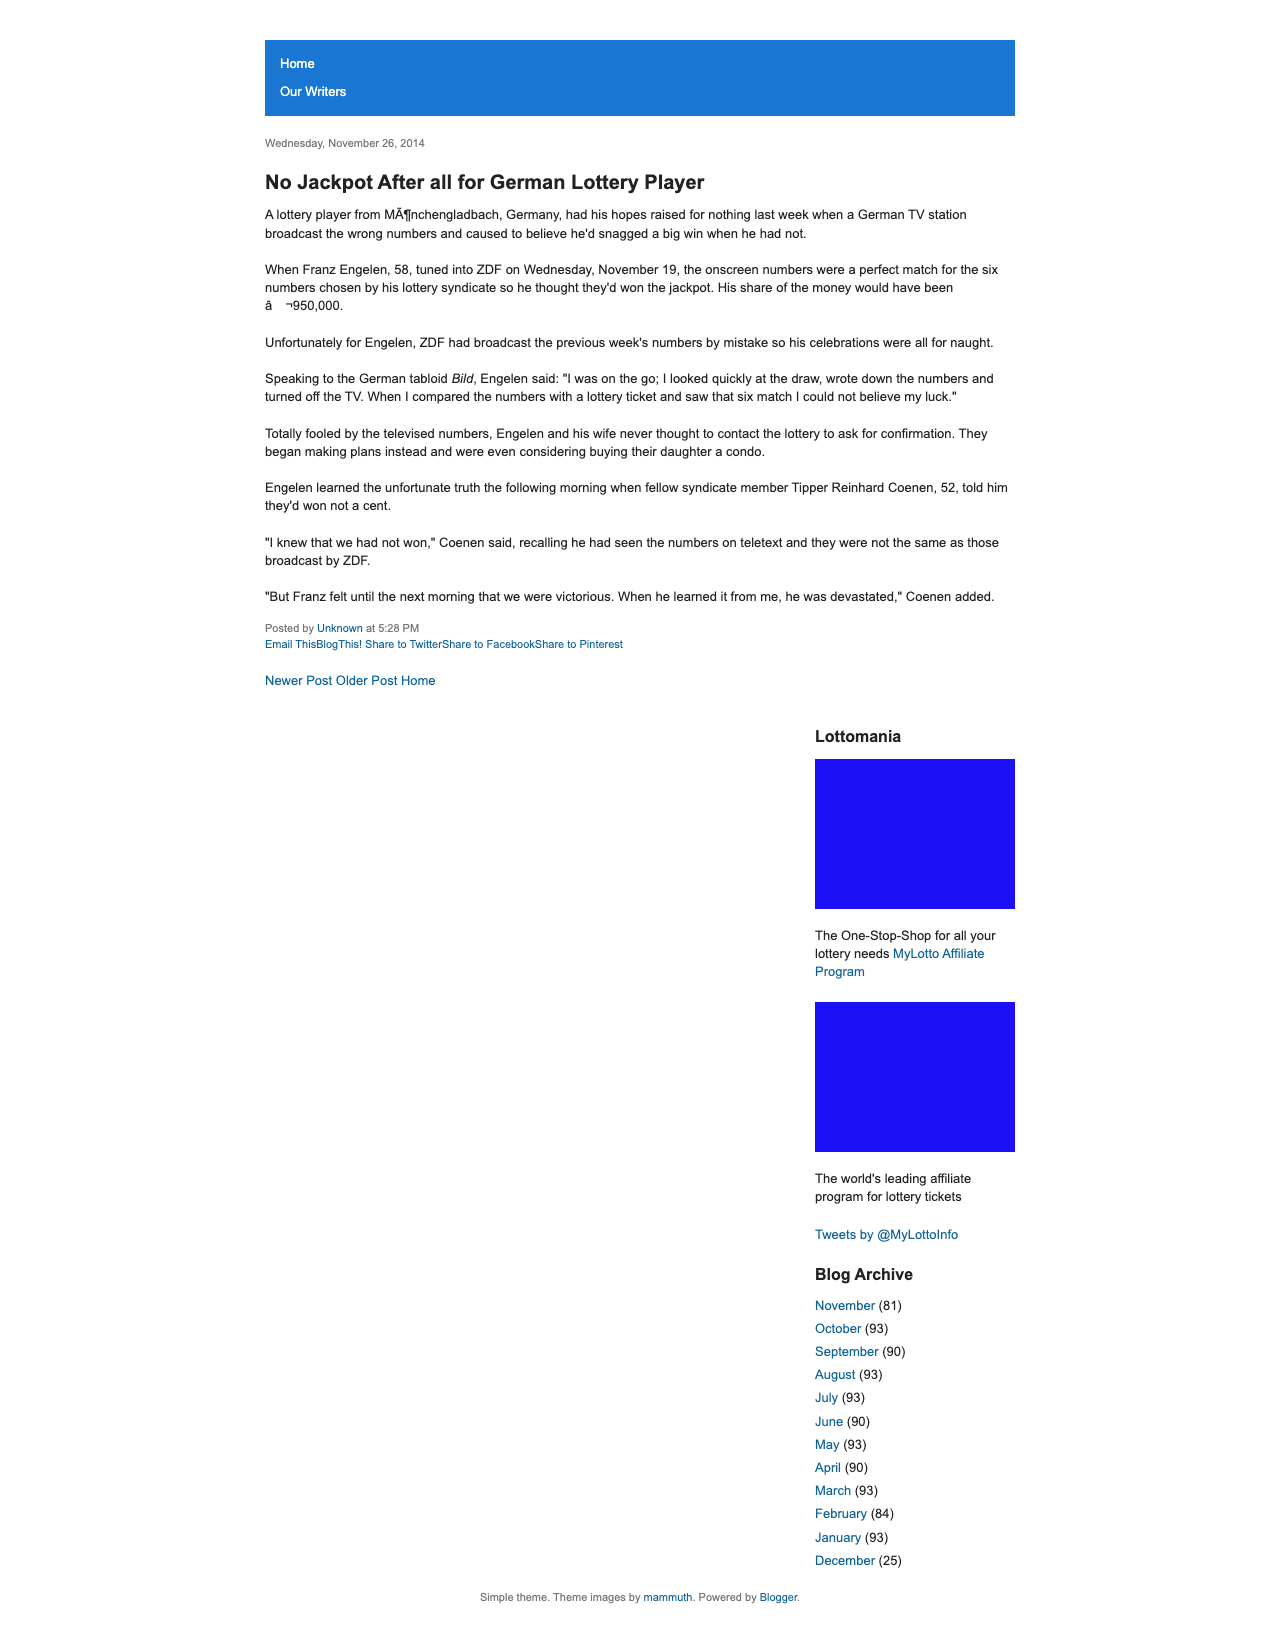 Home
Our Writers
Wednesday, November 26, 2014
No Jackpot After all for German Lottery Player
A lottery player from MÃ¶nchengladbach, Germany, had his hopes raised for nothing last week when a German TV station
broadcast the wrong numbers and caused to believe he'd snagged a big win when he had not.
When Franz Engelen, 58, tuned into ZDF on Wednesday, November 19, the onscreen numbers were a perfect match for the six
numbers chosen by his lottery syndicate so he thought they'd won the jackpot. His share of the money would have been
â ¬950,000.
Unfortunately for Engelen, ZDF had broadcast the previous week's numbers by mistake so his celebrations were all for naught.
Speaking to the German tabloid Bild, Engelen said: "I was on the go; I looked quickly at the draw, wrote down the numbers and
turned off the TV. When I compared the numbers with a lottery ticket and saw that six match I could not believe my luck."
Totally fooled by the televised numbers, Engelen and his wife never thought to contact the lottery to ask for confirmation. They
began making plans instead and were even considering buying their daughter a condo.
Engelen learned the unfortunate truth the following morning when fellow syndicate member Tipper Reinhard Coenen, 52, told him
they'd won not a cent.
"I knew that we had not won," Coenen said, recalling he had seen the numbers on teletext and they were not the same as those
broadcast by ZDF.
"But Franz felt until the next morning that we were victorious. When he learned it from me, he was devastated," Coenen added.
Posted by Unknown at 5:28 PM
Email ThisBlogThis! Share to TwitterShare to FacebookShare to Pinterest
Newer Post Older Post Home
Lottomania
The One-Stop-Shop for all your
lottery needs MyLotto Affiliate
Program
The world's leading affiliate
program for lottery tickets
Tweets by @MyLottoInfo
Blog Archive
November (81)
October (93)
September (90)
August (93)
July (93)
June (90)
May (93)
April (90)
March (93)
February (84)
January (93)
December (25)
Simple theme. Theme images by mammuth. Powered by Blogger.